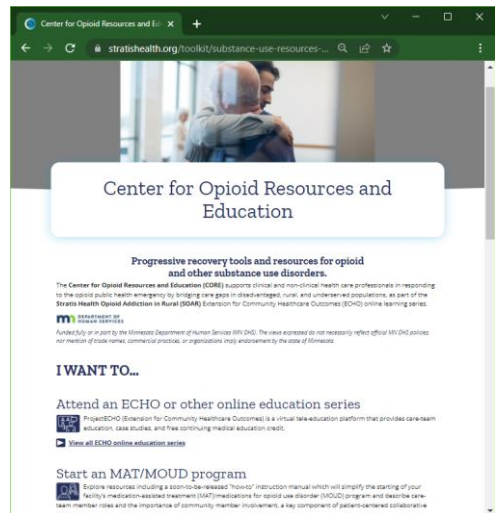 Center for Opioid Resources and Ed
stratishealth.org/toolkit/substance-use-resources-...
Center for Opioid Resources and
Education
Progressive recovery tools and resources for opioid
and other substance use disorders.
The Center for Opioid Resources and Education (CORE) supports clinical and non-clinical health care professionals in responding
to the opioid public health emergency by bridging care gaps in disadvantaged, rural, and underserved populations, as part of the
Stratis Health Opioid Addiction in Rural (SOAR) Extension for Community Healthcare Outcomes (ECHO) online learning series.
DEPARTMENT OF
HUMAN SERVICES
Funded fully or in part by the Minnesota Department of Human Services (MN DHS). The views expressed do not necessarily reflect official MN DHS policies;
nor mention of trade names, commercial practices, or organizations imply endorsement by the state of Minnesota.
I WANT TO...
Attend an ECHO or other online education series
ProjectECHO (Extension for Community Healthcare Outcomes) is a virtual tele-education platform that provides care-team
education, case studies, and free continuing medical education credit.
View all ECHO online education series
Start an MAT/MOUD program
Explore resources including a soon-to-be-released "how-to" instruction manual which will simplify the starting of your
facility's medication-assisted treatment (MAT)/medications for opioid use disorder (MOUD) program and describe care-
team member roles and the importance of community member involvement, a key component of patient-centered collaborative